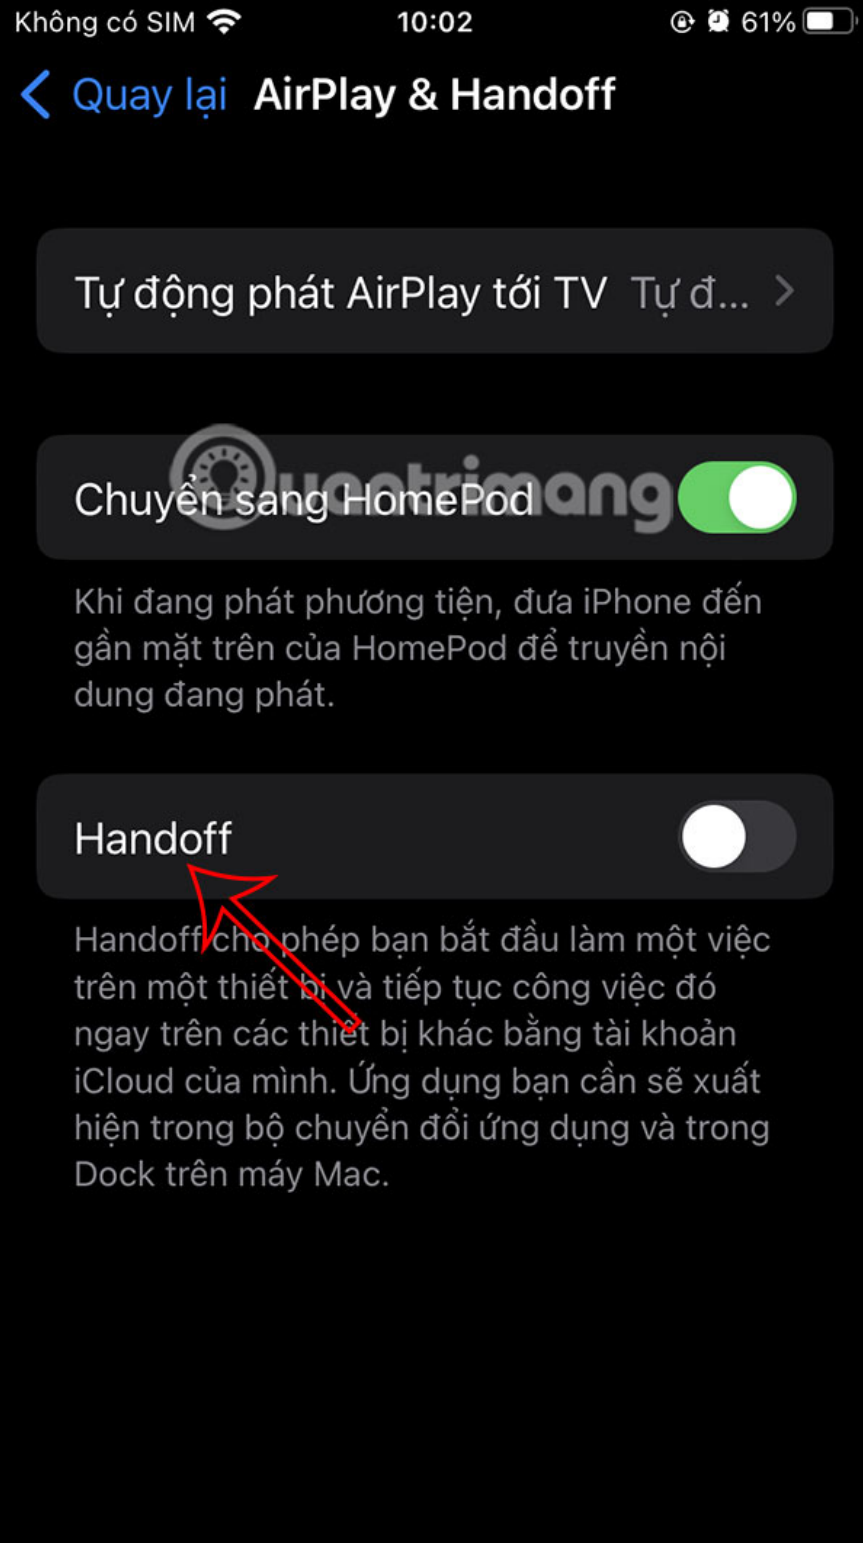 Không có SIM 10:02 61%
Quay lại AirPlay & Handoff
Tự động phát AirPlay tới TV Tự đ...
uantrimang
Chuyển sang HomePod
Khi đang phát phương tiện, đưa iPhone đến
gần mặt trên của HomePod để truyền nội
dung đang phát.
Handoff
Handoff cho phép bạn bắt đầu làm một việc
trên một thiết bị và tiếp tục công việc đó
ngay trên các thiết bị khác bằng tài khoản
iCloud của mình. Ứng dụng bạn cần sẽ xuất
hiện trong bộ chuyển đổi ứng dụng và trong
Dock trên máy Mac.